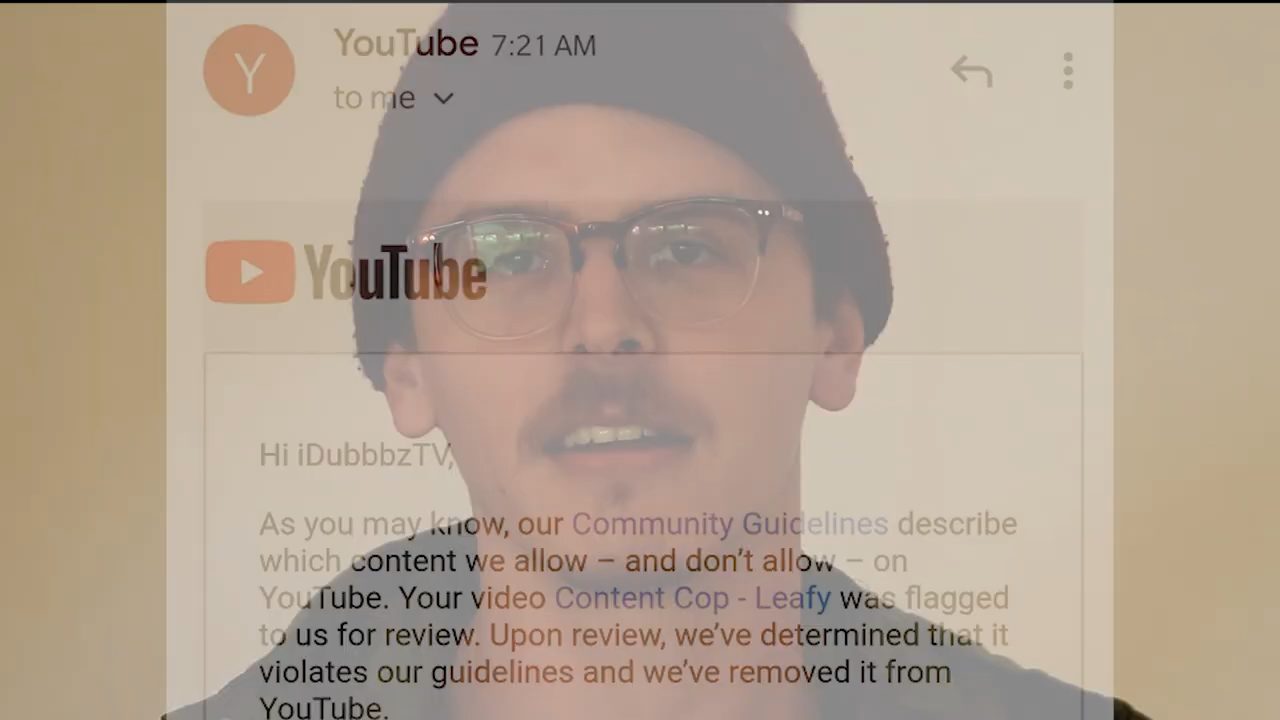 Y
YouTube 7:21 AM
to me
YouTube
Hi iDubbbzTV,
As you may know, our Community Guidelines describe
which content we allow – and don’t allow – on
YouTube. Your video Content Cop - Leafy was flagged
to us for review. Upon review, we’ve determined that it
violates our guidelines and we’ve removed it from
YouTube.